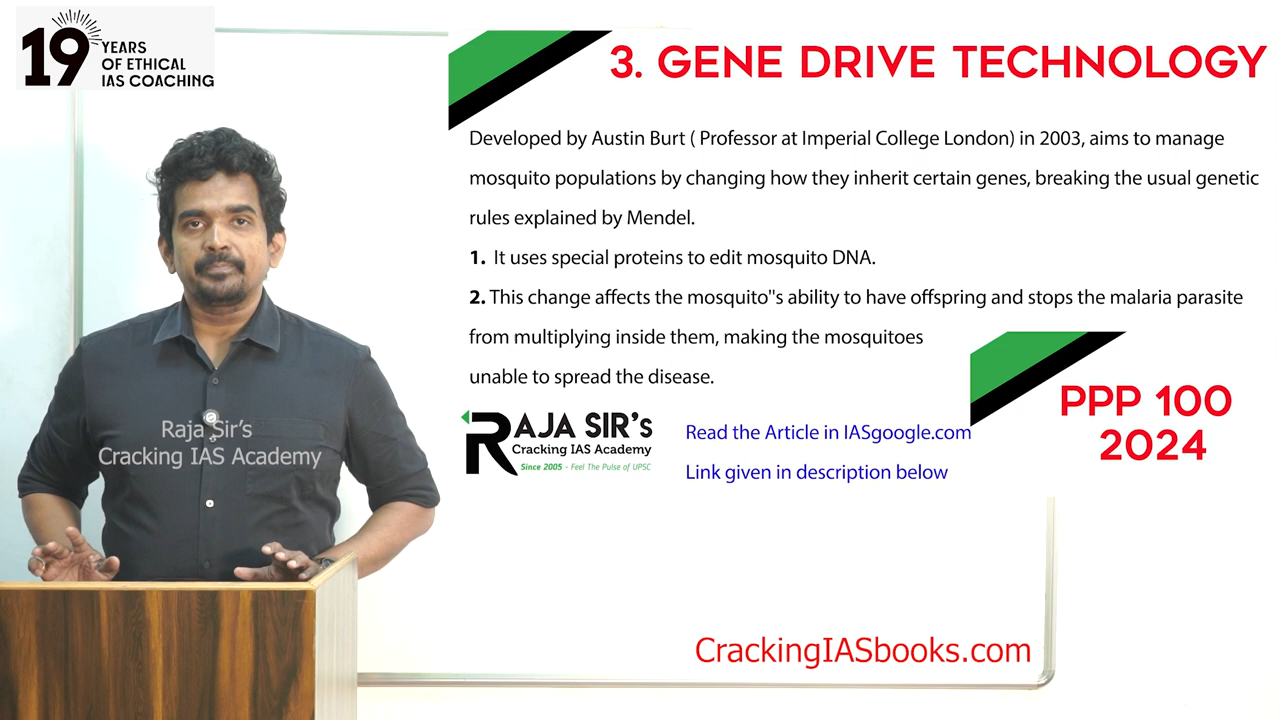 19 YEARS
OF ETHICAL
IAS COACHING
3. GENE DRIVE TECHNOLOGY
Developed by Austin Burt ( Professor at Imperial College London) in 2003, aims to manage
mosquito populations by changing how they inherit certain genes, breaking the usual genetic
rules explained by Mendel.
1. It uses special proteins to edit mosquito DNA.
2. This change affects the mosquito"s ability to have offspring and stops the malaria parasite
from multiplying inside them, making the mosquitoes
unable to spread the disease.
PPP 100
2024
RAJA SIR's
Cracking IAS Academy
Since 2005 - Feel The Pulse of UPSC
Read the Article in IASgoogle.com
Link given in description below
Raja Sir's
Cracking IAS Academy
CrackingIASbooks.com